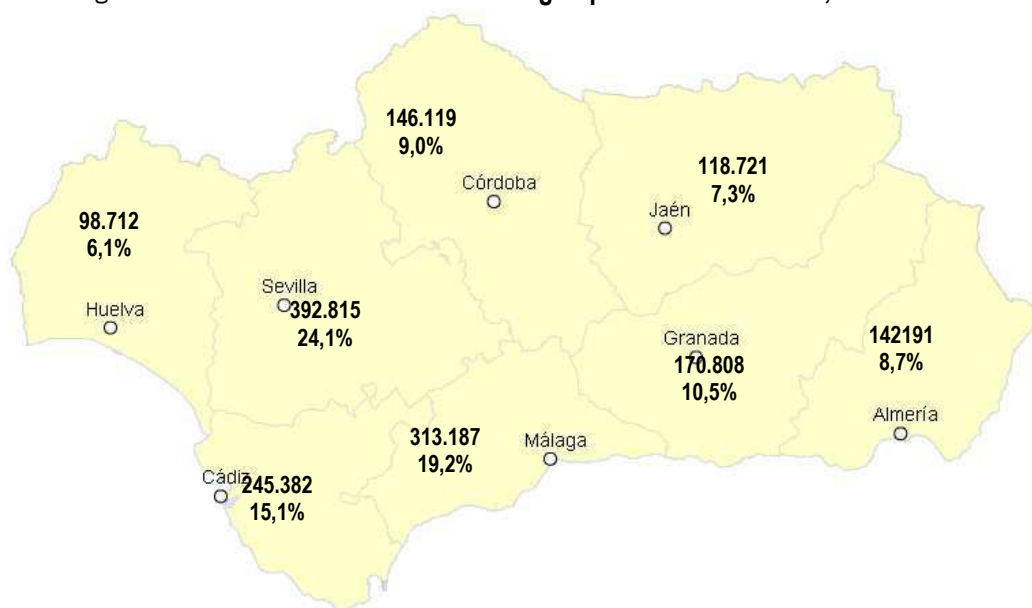 146.119
9,0%
Córdoba
118.721
7,3%
Jaén
98.712
6,1%
Huelva
Sevilla
392.815
24,1%
Granada
170.808
10,5%
142191
8,7%
Almería
313.187
19,2%
Málaga
Cádiz
245.382
15,1%